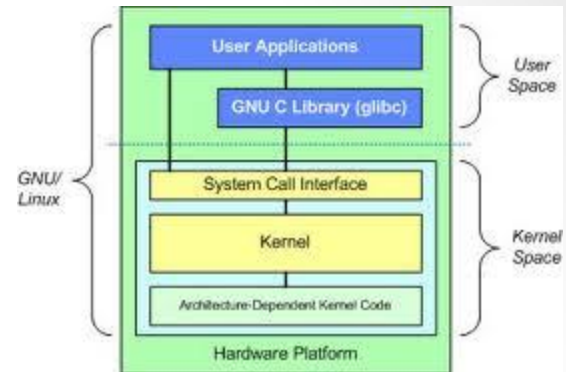 User Applications
GNU C Library (glibc)
User
Space
GNU/
Linux
System Call Interface
Kernel
Architecture-Dependent Kernel Code
Kernel
Space
Hardware Platform